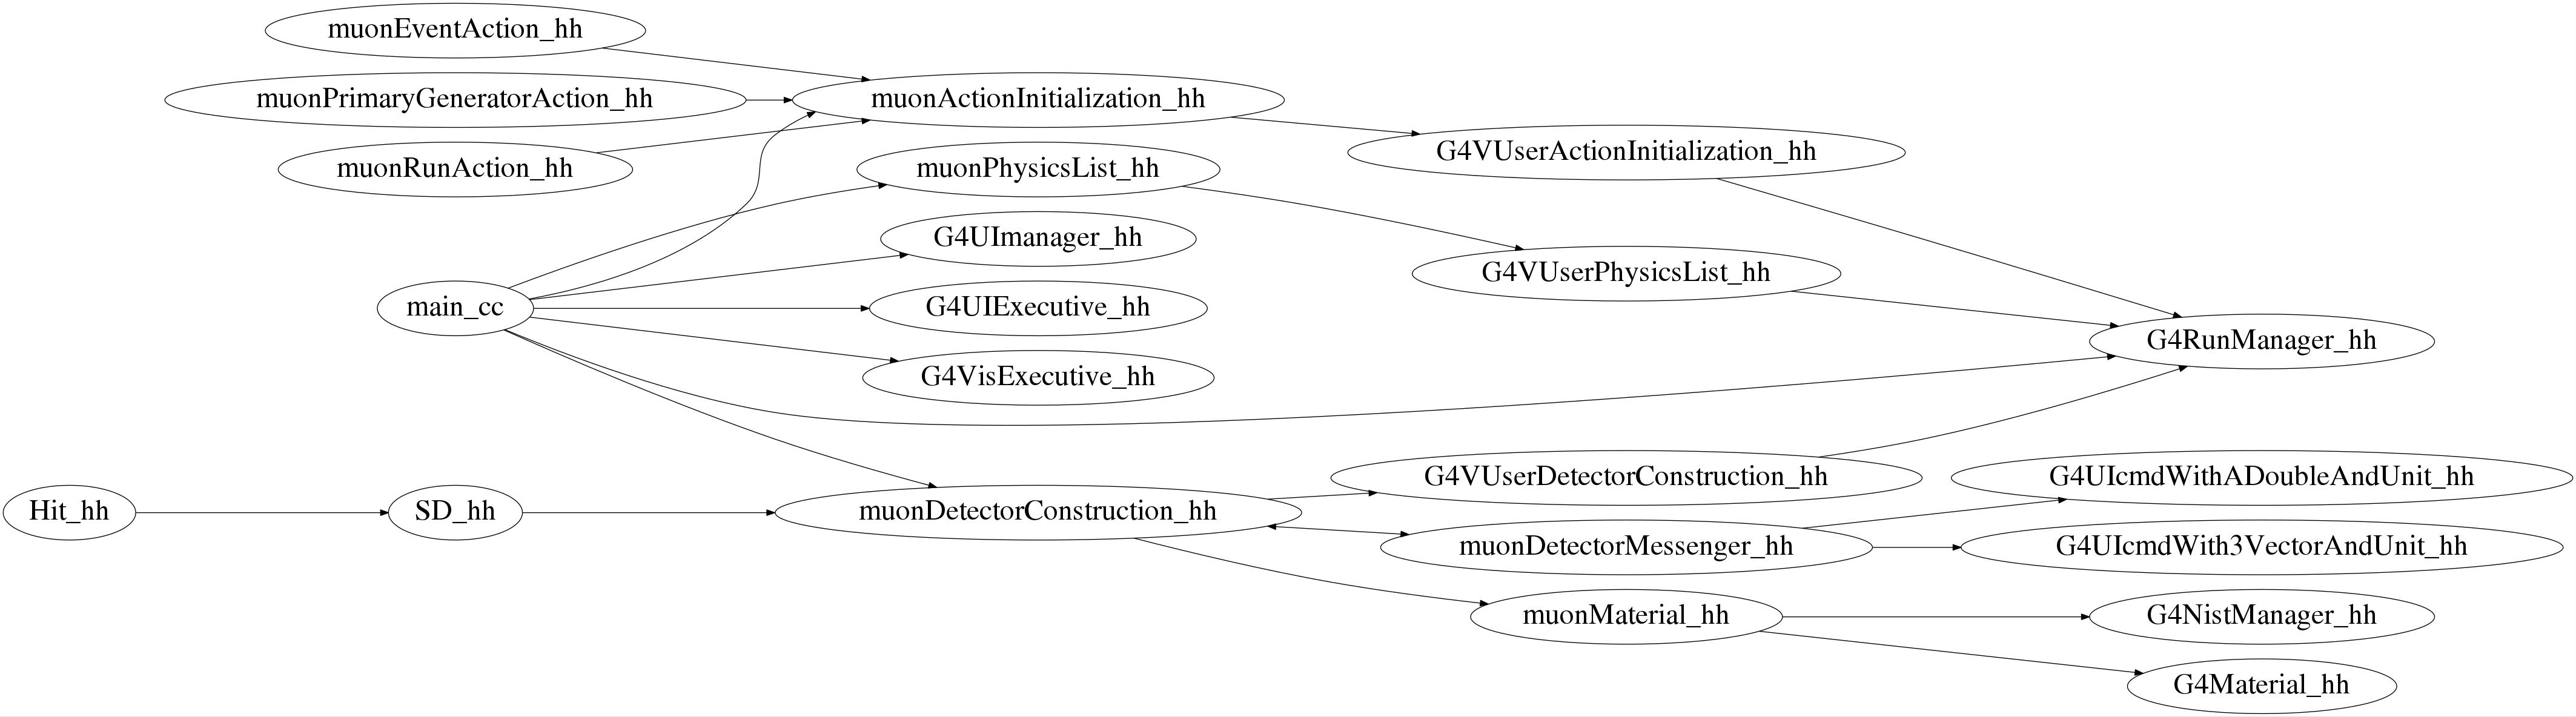 muonEventAction_hh
muonPrimaryGeneratorAction_hh
muonActionInitialization_hh
muonRunAction_hh
muonPhysicsList_hh
G4VUserActionInitialization_hh
G4UImanager_hh
G4VUserPhysicsList_hh
main_cc
G4UIExecutive_hh
G4RunManager_hh
G4VisExecutive_hh
G4VUserDetectorConstruction_hh
G4UIcmdWithADoubleAndUnit_hh
Hit_hh
SD_hh
muonDetectorConstruction_hh
muonDetectorMessenger_hh
G4UIcmdWith3VectorAndUnit_hh
muonMaterial_hh
G4NistManager_hh
G4Material_hh